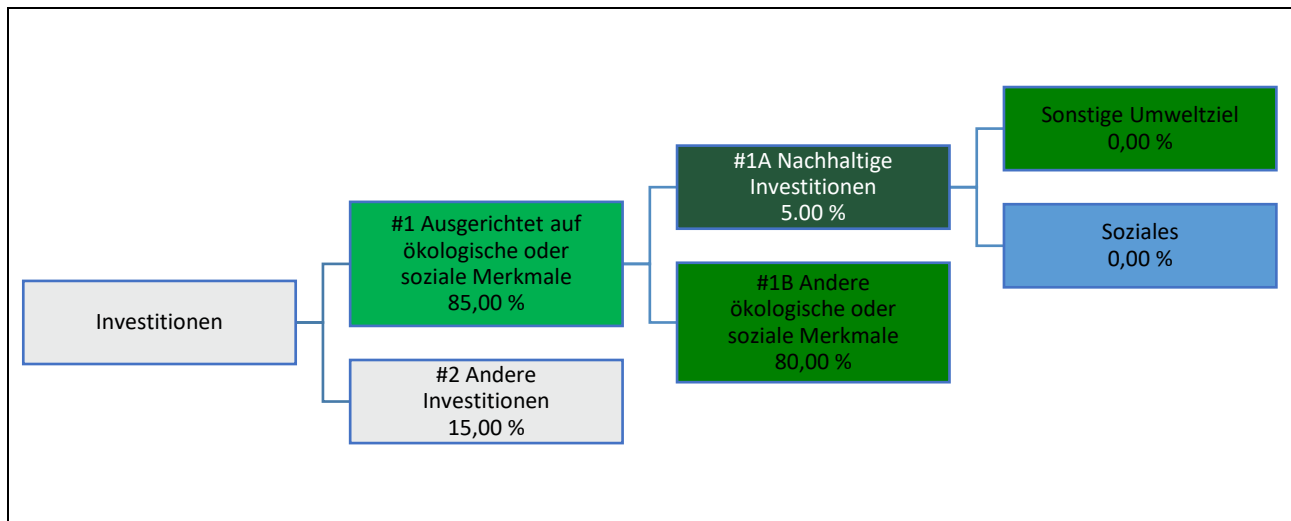 Investitionen
#1 Ausgerichtet auf
ökologische oder
soziale Merkmale
85,00 %
#2 Andere
Investitionen
15,00 %
#1A Nachhaltige
Investitionen
5.00 %
#1B Andere
ökologische oder
soziale Merkmale
80,00 %
Sonstige Umweltziel
0,00 %
Soziales
0,00 %